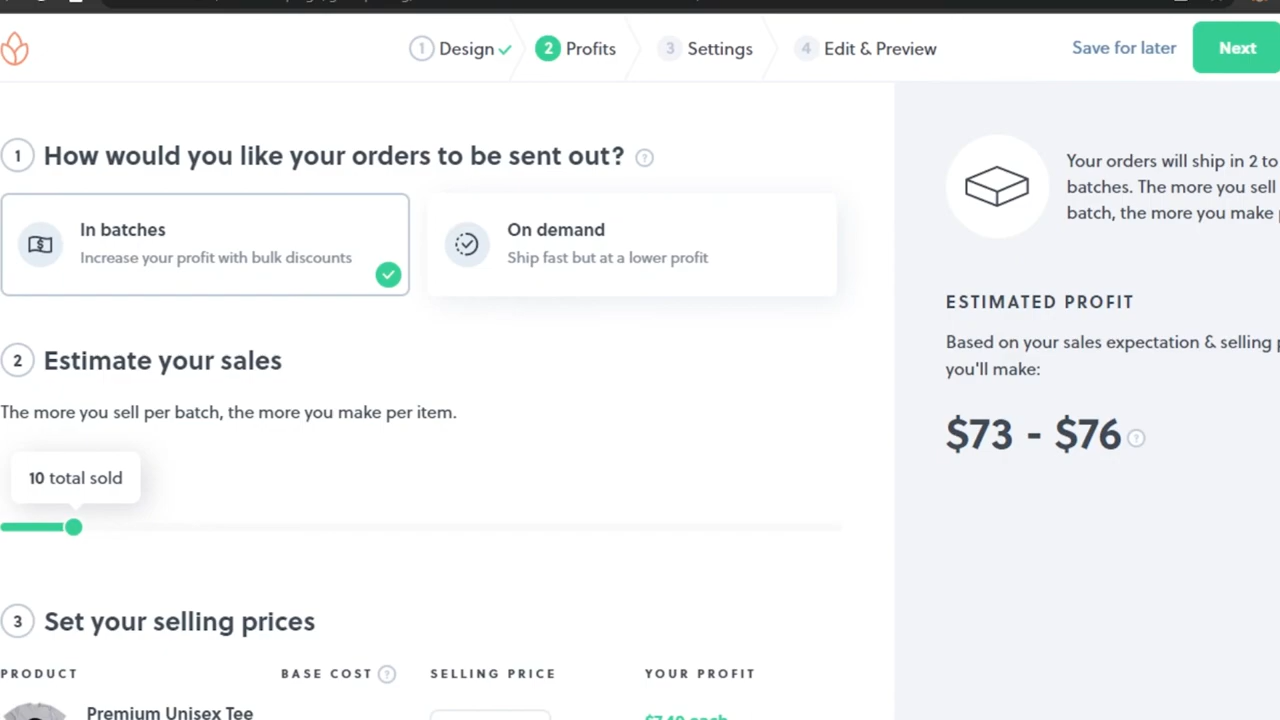 1 Design
2 Profits
3 Settings
4 Edit & Preview
Save for later
Next
1 How would you like your orders to be sent out? ?
In batches
Increase your profit with bulk discounts
On demand
Ship fast but at a lower profit
2 Estimate your sales
The more you sell per batch, the more you make per item.
10 total sold
3 Set your selling prices
PRODUCT
BASE COST ?
SELLING PRICE
YOUR PROFIT
Premium Unisex Tee
Your orders will ship in 2 to
batches. The more you sell
batch, the more you make
ESTIMATED PROFIT
Based on your sales expectation & selling
you'll make:
$73 - $76 ?